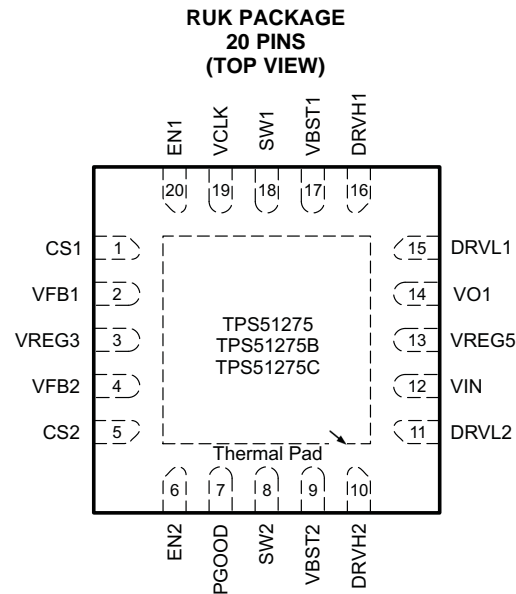 RUK PACKAGE
20 PINS
(TOP VIEW)
EN1
VCLK
SW1
VBST1
DRVH1
20
19
18
17
16
CS1 1
15 DRVL1
VFB1 2
14 VO1
VREG3 3
13 VREG5
VFB2 4
12 VIN
CS2 5
11 DRVL2
TPS51275
TPS51275B
TPS51275C
Thermal Pad
6
7
8
9
10
EN2
PGOOD
SW2
VBST2
DRVH2